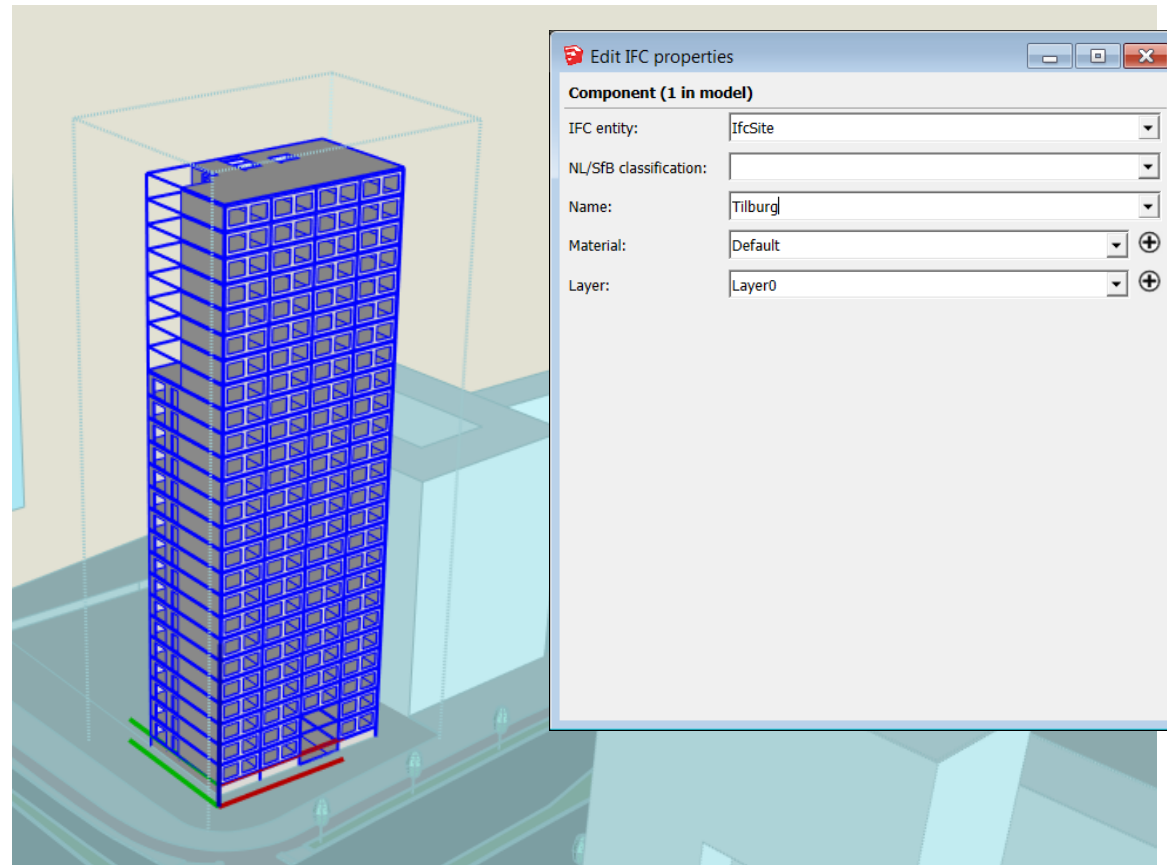 Edit IFC properties
Component (1 in model)
IFC entity: IfcSite
NL/SfB classification:
Name: Tilburg
Material: Default
Layer: Layer0